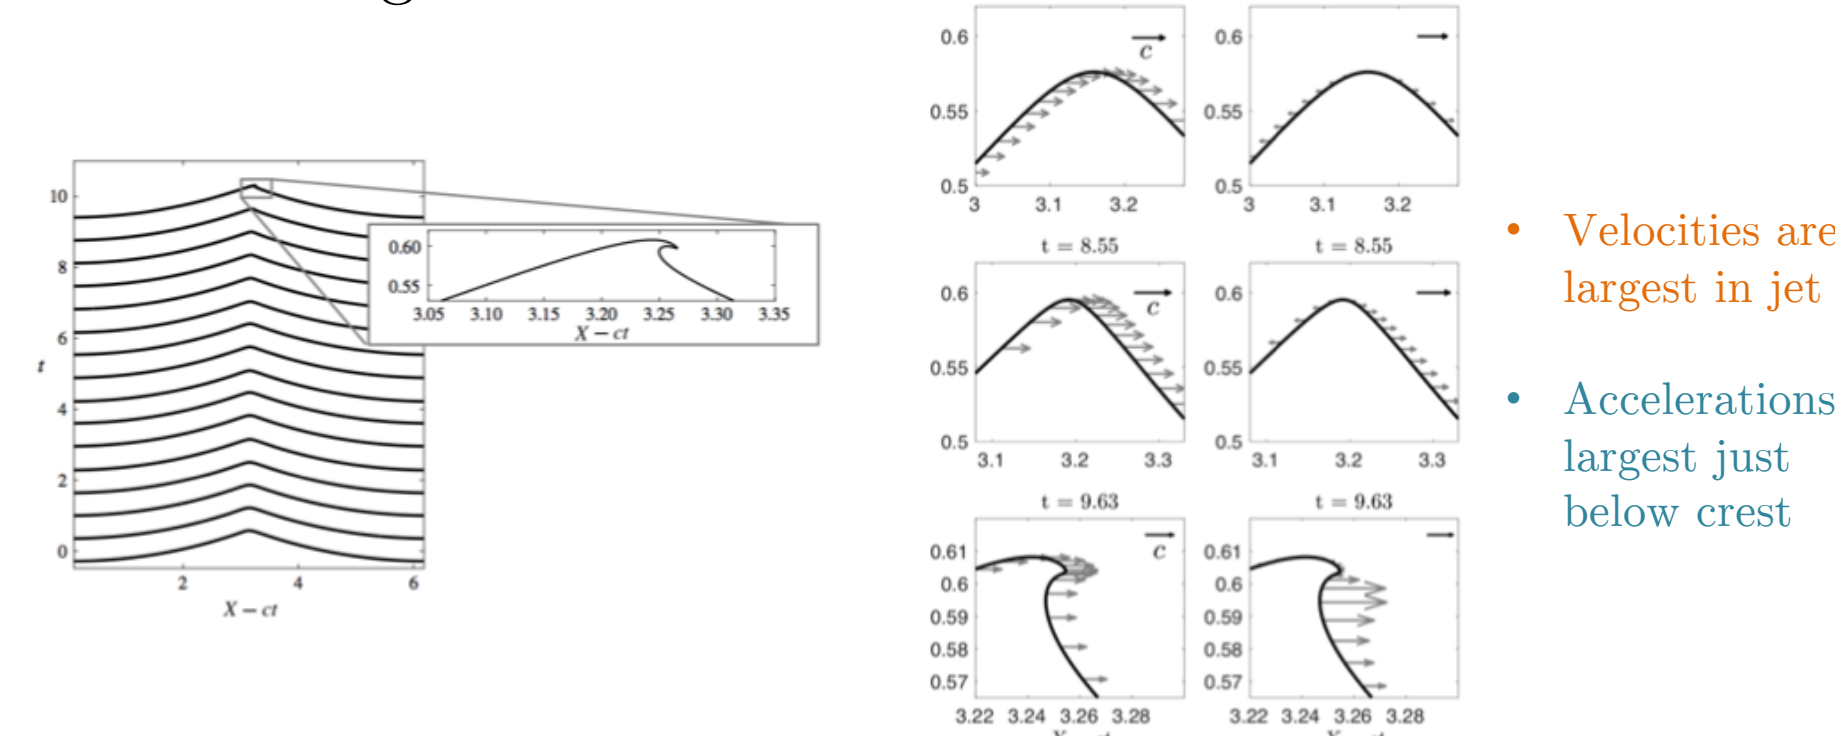 10
8
6
4
2
0
t
2 4 6
X – ct
0.60
0.55
3.05 3.10 3.15 3.20 3.25 3.30 3.35
X – ct
0.6
0.55
0.5
3 3.1 3.2
c
0.6
0.55
0.5
3 3.1 3.2
t = 8.55
0.6
0.55
0.5
3.1 3.2 3.3
c
t = 8.55
0.6
0.55
0.5
3.1 3.2 3.3
t = 9.63
0.61
0.6
0.59
0.58
0.57
3.22 3.24 3.26 3.28
c
t = 9.63
0.61
0.6
0.59
0.58
0.57
3.22 3.24 3.26 3.28
• Velocities are
largest in jet
• Accelerations
largest just
below crest